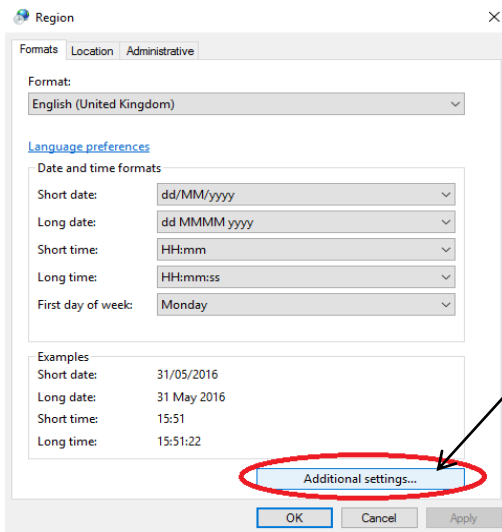 Region
Formats Location Administrative
Format:
English (United Kingdom)
Language preferences
Date and time formats
Short date: dd/MM/yyyy
Long date: dd MMMM yyyy
Short time: HH:mm
Long time: HH:mm:ss
First day of week: Monday
Examples
Short date: 31/05/2016
Long date: 31 May 2016
Short time: 15:51
Long time: 15:51:22
Additional settings...
OK Cancel Apply